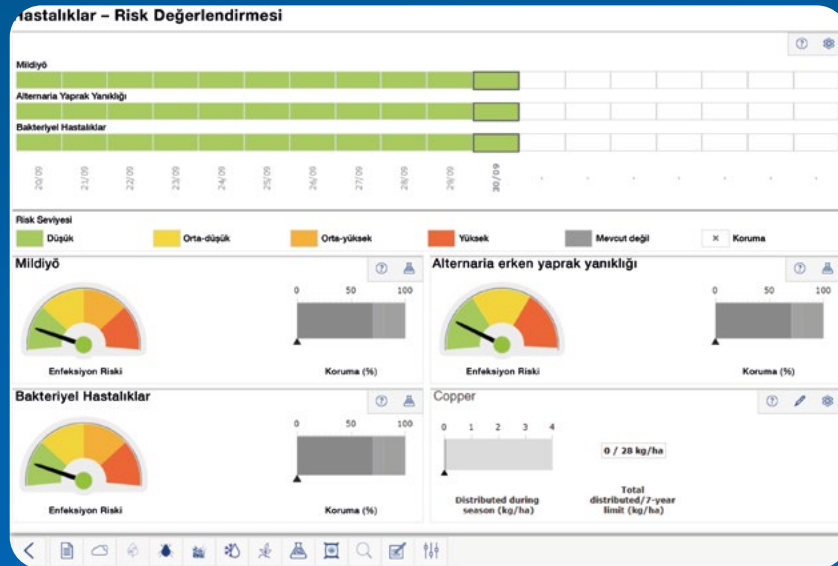 Hastalıklar – Risk Değerlendirmesi
Mildiyö
Alternaria Yaprak Yanıklığı
Bakteriyel Hastalıklar
20/09 21/09 22/09 23/09 24/09 25/09 26/09 27/09 28/09 29/09 30/09
Risk Seviyesi
Düşük Orta-düşük Orta-yüksek Yüksek Mevcut değil × Koruma
Mildiyö
0 50 100
Enfeksiyon Riski
Koruma (%)
Alternaria erken yaprak yanıklığı
0 50 100
Enfeksiyon Riski
Koruma (%)
Bakteriyel Hastalıklar
0 50 100
Enfeksiyon Riski
Koruma (%)
Copper
0 1 2 3 4
0 / 28 kg/ha
Distributed during
season (kg/ha)
Total
distributed/7-year
limit (kg/ha)